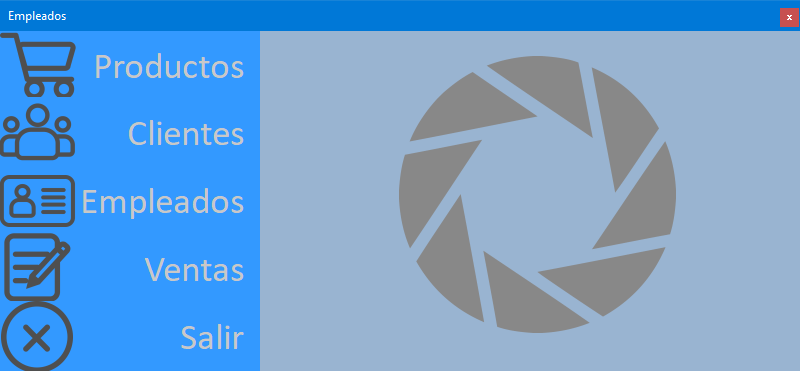 Empleados
x
Productos
Clientes
Empleados
Ventas
Salir